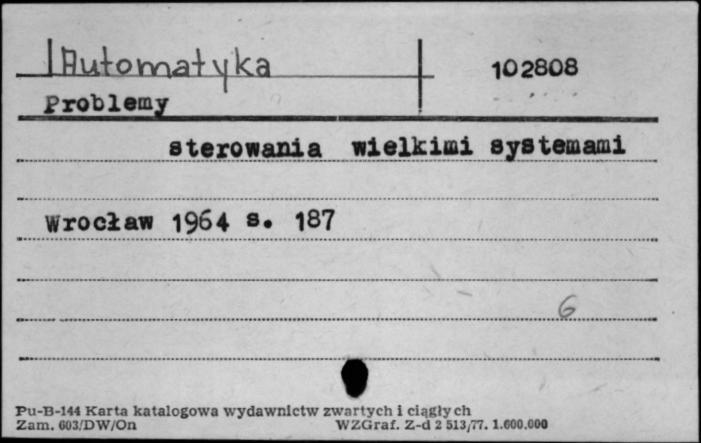 Automatyka 102808
Problemy
sterowania wielkimi systemami
Wrocław 1964 s. 187
6
Pu-B-144 Karta katalogowa wydawnictw zwartych i ciągłych
Zam. 603/DW/On WZGraf. Z-d 2 513/77. 1.600.000